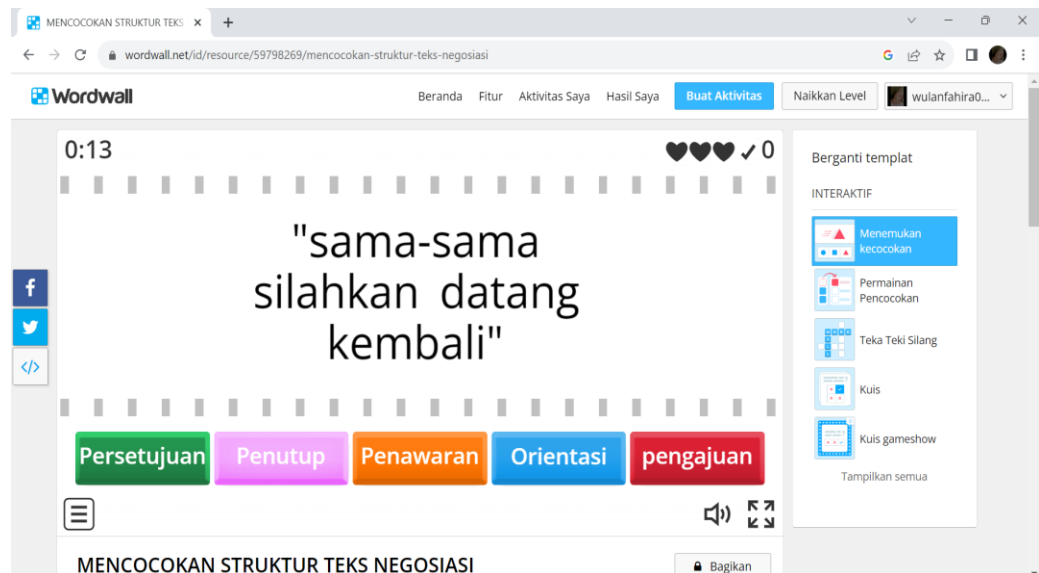 MENCOCOKAN STRUKTUR TEKS
wordwall.net/id/resource/59798269/mencocokan-struktur-teks-negosiasi
Wordwall
Beranda Fitur Aktivitas Saya Hasil Saya Buat Aktivitas Naikkan Level wulanfahira0...
0:13
0
"sama-sama
silahkan datang
kembali"
Persetujuan Penutup Penawaran Orientasi pengajuan
MENCOCOKAN STRUKTUR TEKS NEGOSIASI
Bagikan
Berganti templat
INTERAKTIF
Menemukan
kecocokan
Permainan
Pencocokan
Teka Teki Silang
Kuis
Kuis gameshow
Tampilkan semua